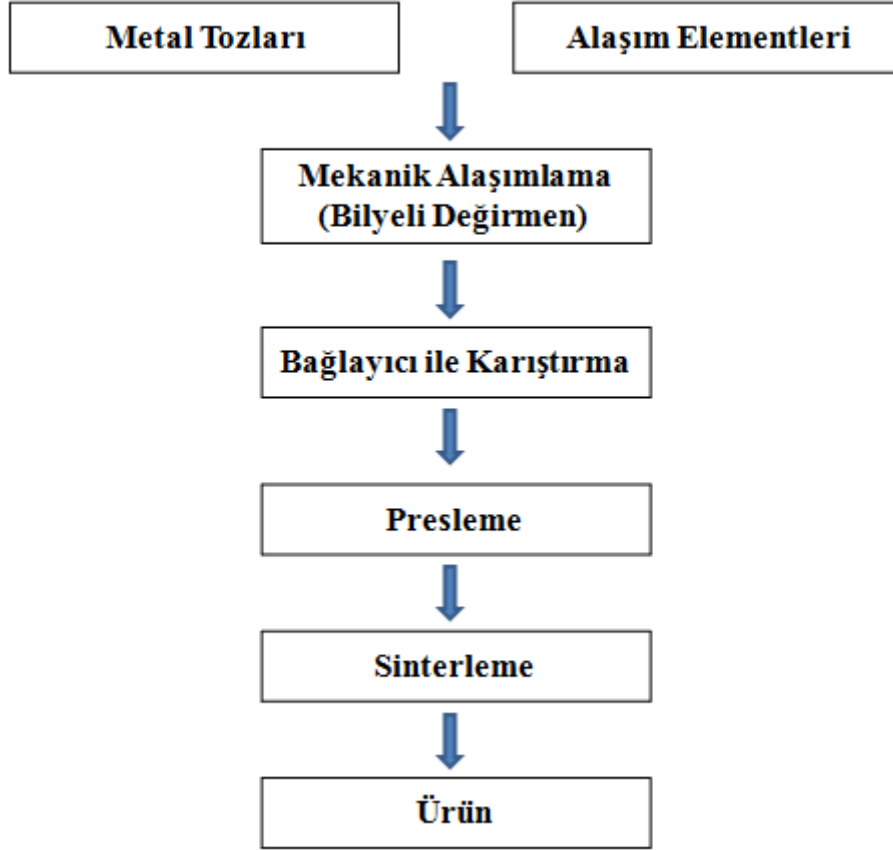 Metal Tozları
Alaşım Elementleri
Mekanik Alaşımlama
(Bilyeli Değirmen)
Bağlayıcı ile Karıştırma
Presleme
Sinterleme
Ürün